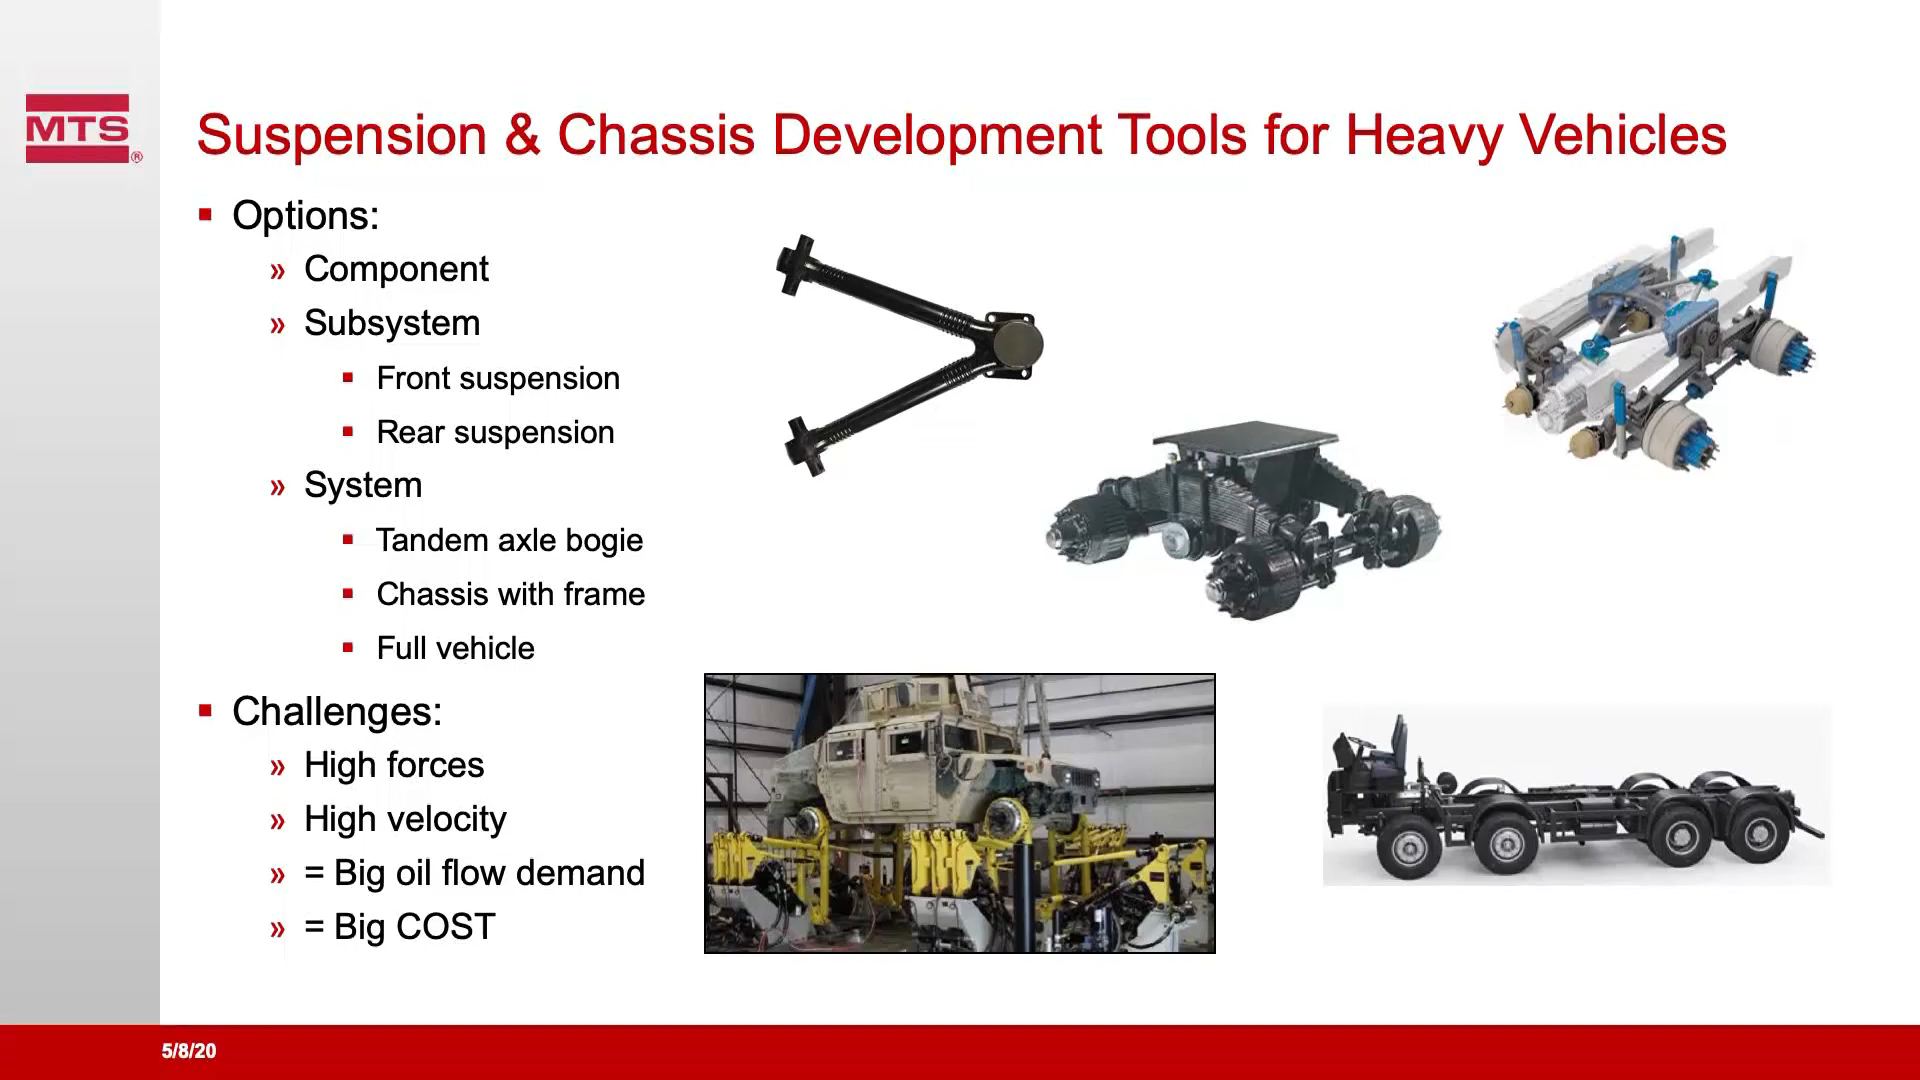 MTS®
Suspension & Chassis Development Tools for Heavy Vehicles
▪ Options:
» Component
» Subsystem
▪ Front suspension
▪ Rear suspension
» System
▪ Tandem axle bogie
▪ Chassis with frame
▪ Full vehicle
▪ Challenges:
» High forces
» High velocity
» = Big oil flow demand
» = Big COST
5/8/20